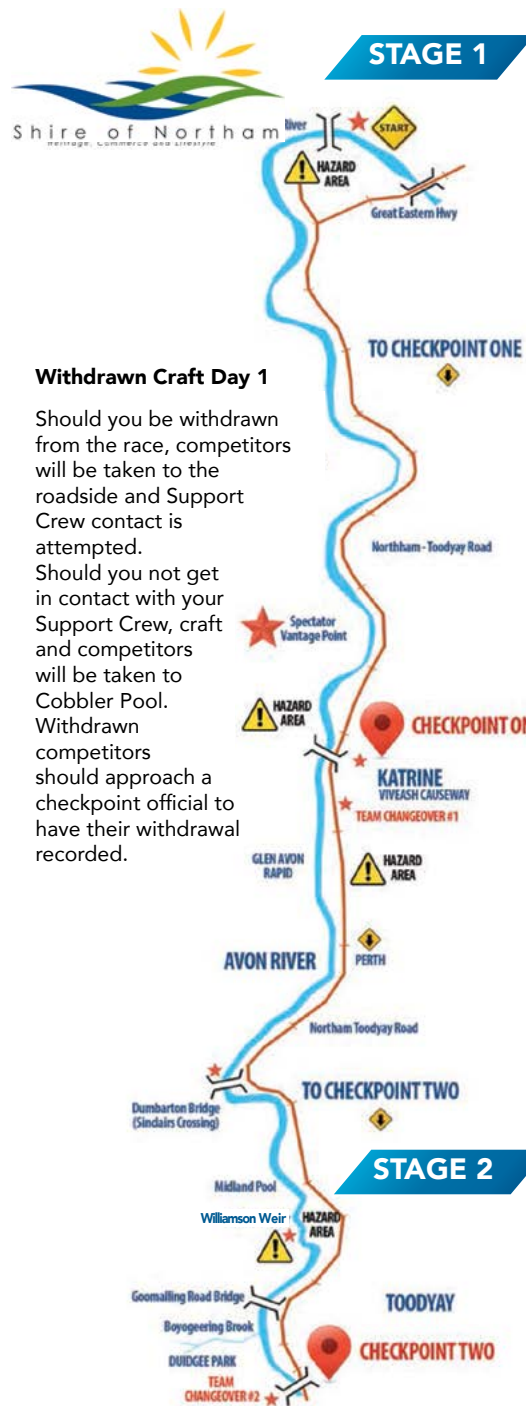 STAGE 1
Shire of Northam
Heritage, Commerce and Lifestyle
River
START
HAZARD
AREA
Great Eastern Hwy
TO CHECKPOINT ONE
Withdrawn Craft Day 1
Should you be withdrawn
from the race, competitors
will be taken to the
roadside and Support
Crew contact is
attempted.
Should you not get
in contact with your
Support Crew, craft
and competitors
will be taken to
Cobbler Pool.
Withdrawn
competitors
should approach a
checkpoint official to
have their withdrawal
recorded.
Northham - Toodyay Road
Spectator
Vantage Point
HAZARD
AREA
CHECKPOINT ON
KATRINE
VIVEASH CAUSEWAY
TEAM CHANGEOVER #1
GLEN AVON
RAPID
HAZARD
AREA
AVON RIVER
PERTH
Northam Toodyay Road
TO CHECKPOINT TWO
Dumbarton Bridge
(Sinclairs Crossing)
STAGE 2
Midland Pool
Williamson Weir
HAZARD
AREA
Goomalling Road Bridge
TOODYAY
Boyogeering Brook
CHECKPOINT TWO
DUIDGEE PARK
TEAM
CHANGEOVER #2